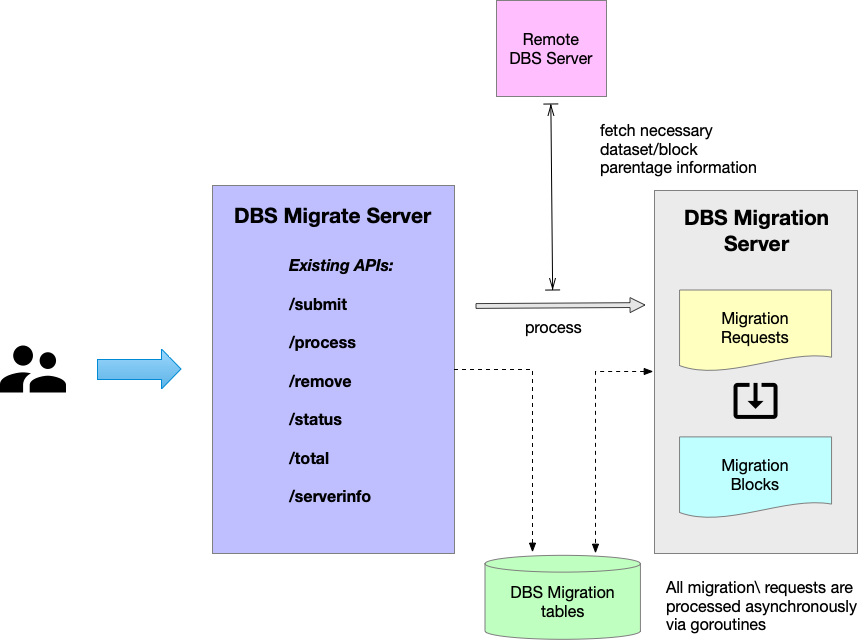 Remote
DBS Server
fetch necessary
dataset/block
parentage information
DBS Migrate Server
Existing APIs:
/submit
/process
/remove
/status
/total
/serverinfo
process
DBS Migration
Server
Migration
Requests
Migration
Blocks
DBS Migration
tables
All migration\ requests are
processed asynchronously
via goroutines